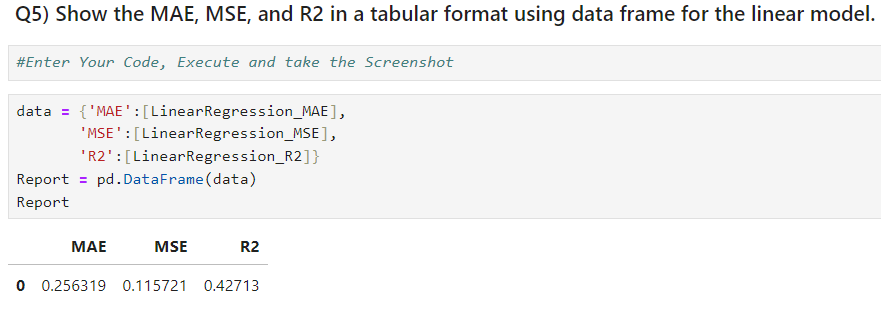 Q5) Show the MAE, MSE, and R2 in a tabular format using data frame for the linear model.
#Enter Your Code, Execute and take the Screenshot
data = {'MAE':[LinearRegression_MAE],
'MSE':[LinearRegression_MSE],
'R2':[LinearRegression_R2]}
Report = pd.DataFrame(data)
Report
MAE MSE R2
0 0.256319 0.115721 0.42713